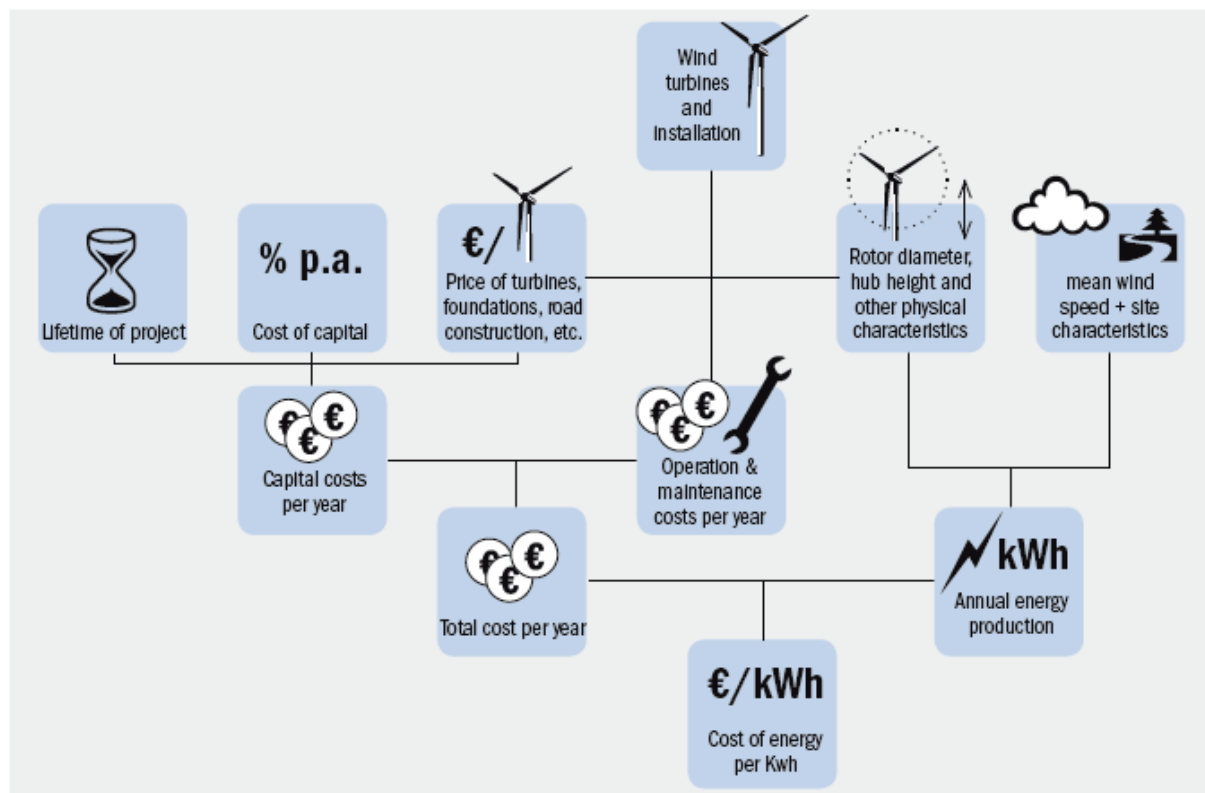 Wind
turbines
and
installation
€/
% p.a.
Lifetime of project
Cost of capital
Price of turbines,
foundations, road
construction, etc.
Rotor diameter,
hub height and
other physical
characteristics
mean wind
speed + site
characteristics
€ € €
Capital costs
per year
€ € €
Operation &
maintenance
costs per year
€ € €
Total cost per year
kWh
Annual energy
production
€/kWh
Cost of energy
per Kwh